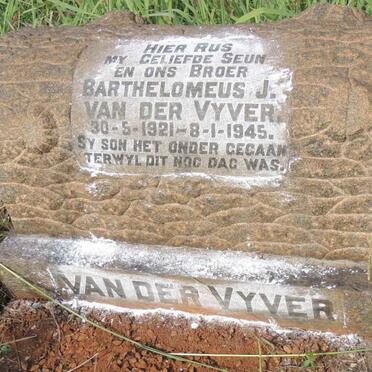 HIER RUS
MY GELIEFDE SEUN
EN ONS BROER
BARTHELOMEUS J.
VAN DER VYVER.
30-5-1921-8-1-1945.
SY SON HET ONDER GEGAAN
TERWYL DIT NOG DAG WAS.
VAN DER VYVER